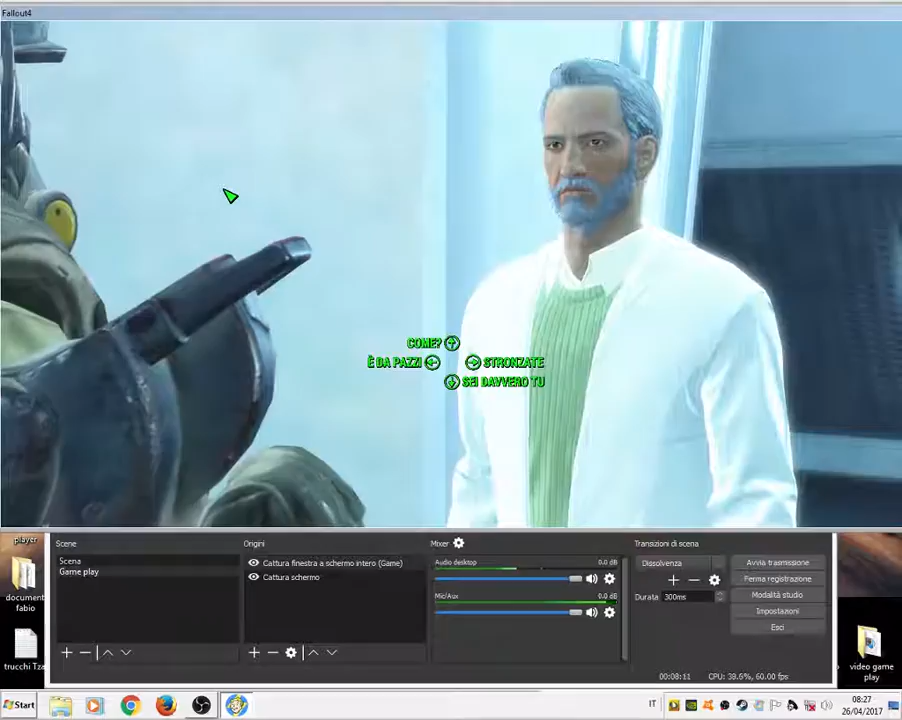 Fallout4
COME?
È DA PAZZI
STRONZATE
SEI DAVVERO TU
player
document fabio
trucchi Tza
Scene
Scena
Game play
Origini
Cattura finestra a schermo intero (Game)
Cattura schermo
Mixer
Audio desktop 0.0 dB
Mic/Aux 0.0 dB
Transizioni di scena
Dissolvenza
Durata 300ms
Avvia trasmissione
Ferma registrazione
Modalità studio
Impostazioni
Esci
00:08:11 CPU: 38.6%, 60.00 fps
video game
play
Start
IT
08:27
26/04/2017